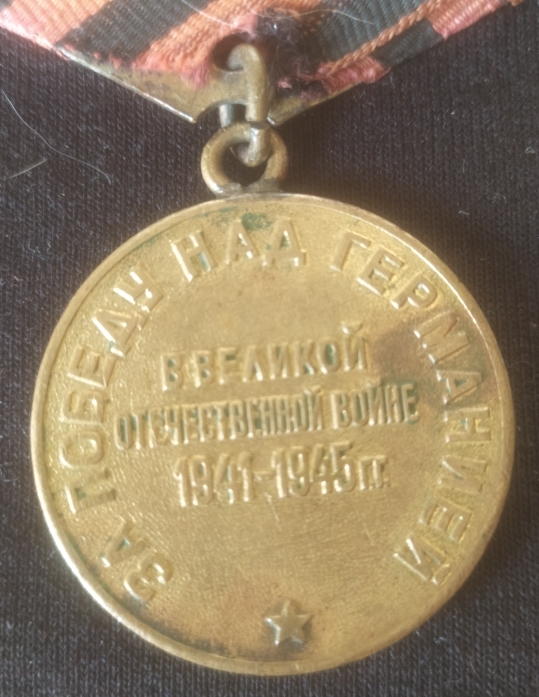 ЗА ПОБЕДУ НАД ГЕРМАНИЕЙ
В ВЕЛИКОЙ
ОТЕЧЕСТВЕННОЙ ВОЙНЕ
1941-1945 гг.